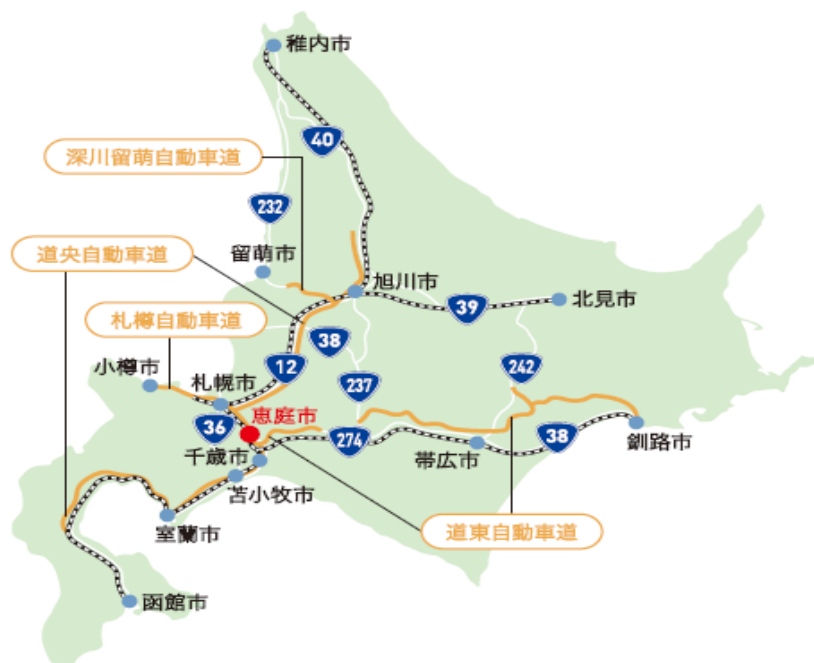 稚内市
40
深川留萌自動車道
232
道央自動車道
留萌市
旭川市
39
北見市
札樽自動車道
38
12
小樽市
札幌市
237
242
恵庭市
36
274
38
千歳市
帯広市
釧路市
苫小牧市
室蘭市
道東自動車道
函館市